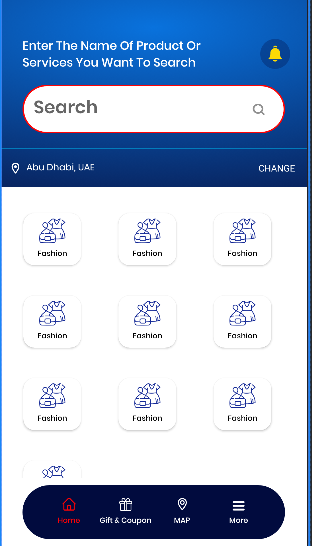 Enter The Name Of Product Or
Services You Want To Search
Search
Abu Dhabi, UAE
CHANGE
Fashion
Fashion
Fashion
Fashion
Fashion
Fashion
Fashion
Fashion
Fashion
Home
Gift & Coupon
MAP
More